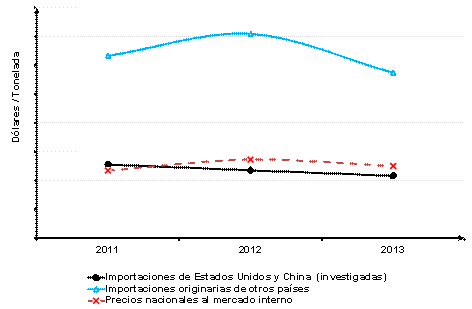 Dólares / Tonelada
2011 2012 2013
Importaciones de Estados Unidos y China (investigadas)
Importaciones originarias de otros países
Precios nacionales al mercado interno